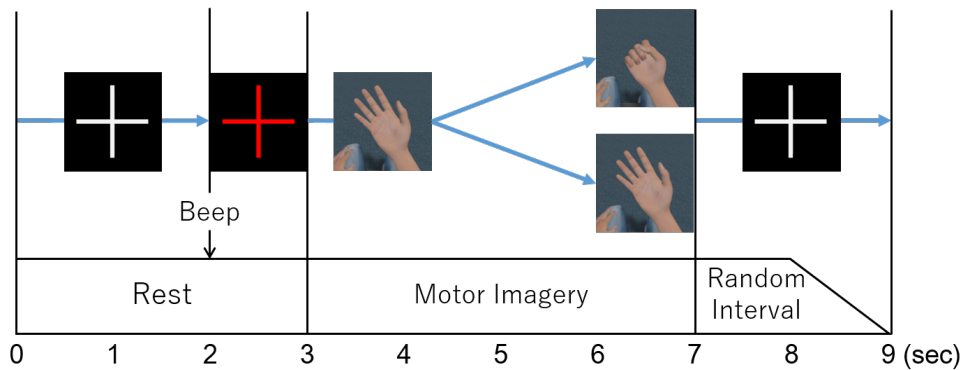 Beep
Rest
Motor Imagery
Random
Interval
0 1 2 3 4 5 6 7 8 9 (sec)